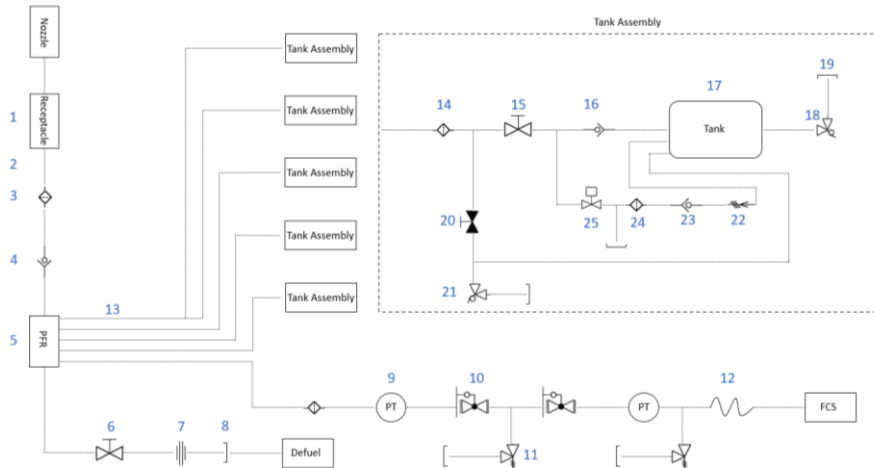 Nozzle
Tank Assembly
Tank Assembly
19
14
15
16
17
1
Receptacle
Tank Assembly
18
Tank
2
3
Tank Assembly
20
25
24
23
22
4
Tank Assembly
13
Tank Assembly
21
5
PFR
9
10
12
PT
PT
FCS
6
7
8
Defuel
11